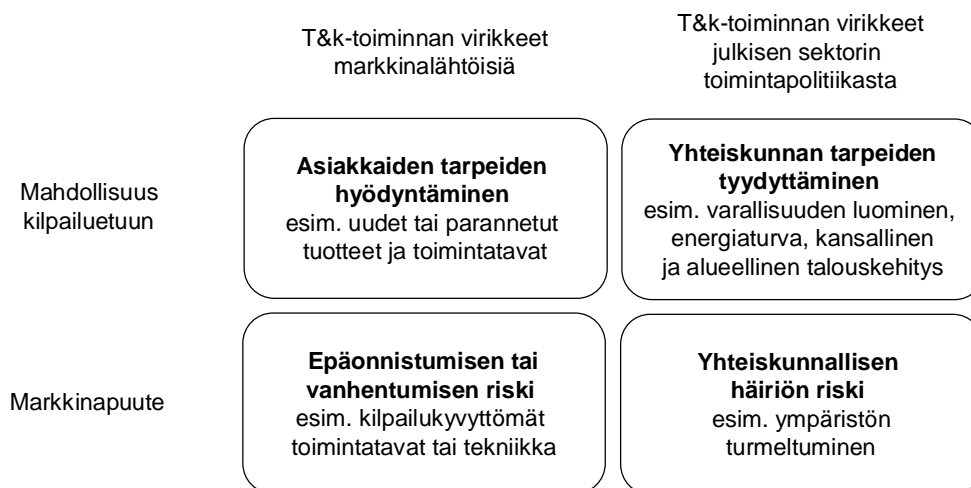 T&k-toiminnan virikkeet
markkinalähtöisiä
T&k-toiminnan virikkeet
julkisen sektorin
toimintapolitiikasta
Mahdollisuus
kilpailuetuun
Asiakkaiden tarpeiden
hyödyntäminen
esim. uudet tai parannetut
tuotteet ja toimintatavat
Yhteiskunnan tarpeiden
tyydyttäminen
esim. varallisuuden luominen,
energiaturva, kansallinen
ja alueellinen talouskehitys
Markkinapuute
Epäonnistumisen tai
vanhentumisen riski
esim. kilpailukyvyttömät
toimintatavat tai tekniikka
Yhteiskunnallisen
häiriön riski
esim. ympäristön
turmeltuminen